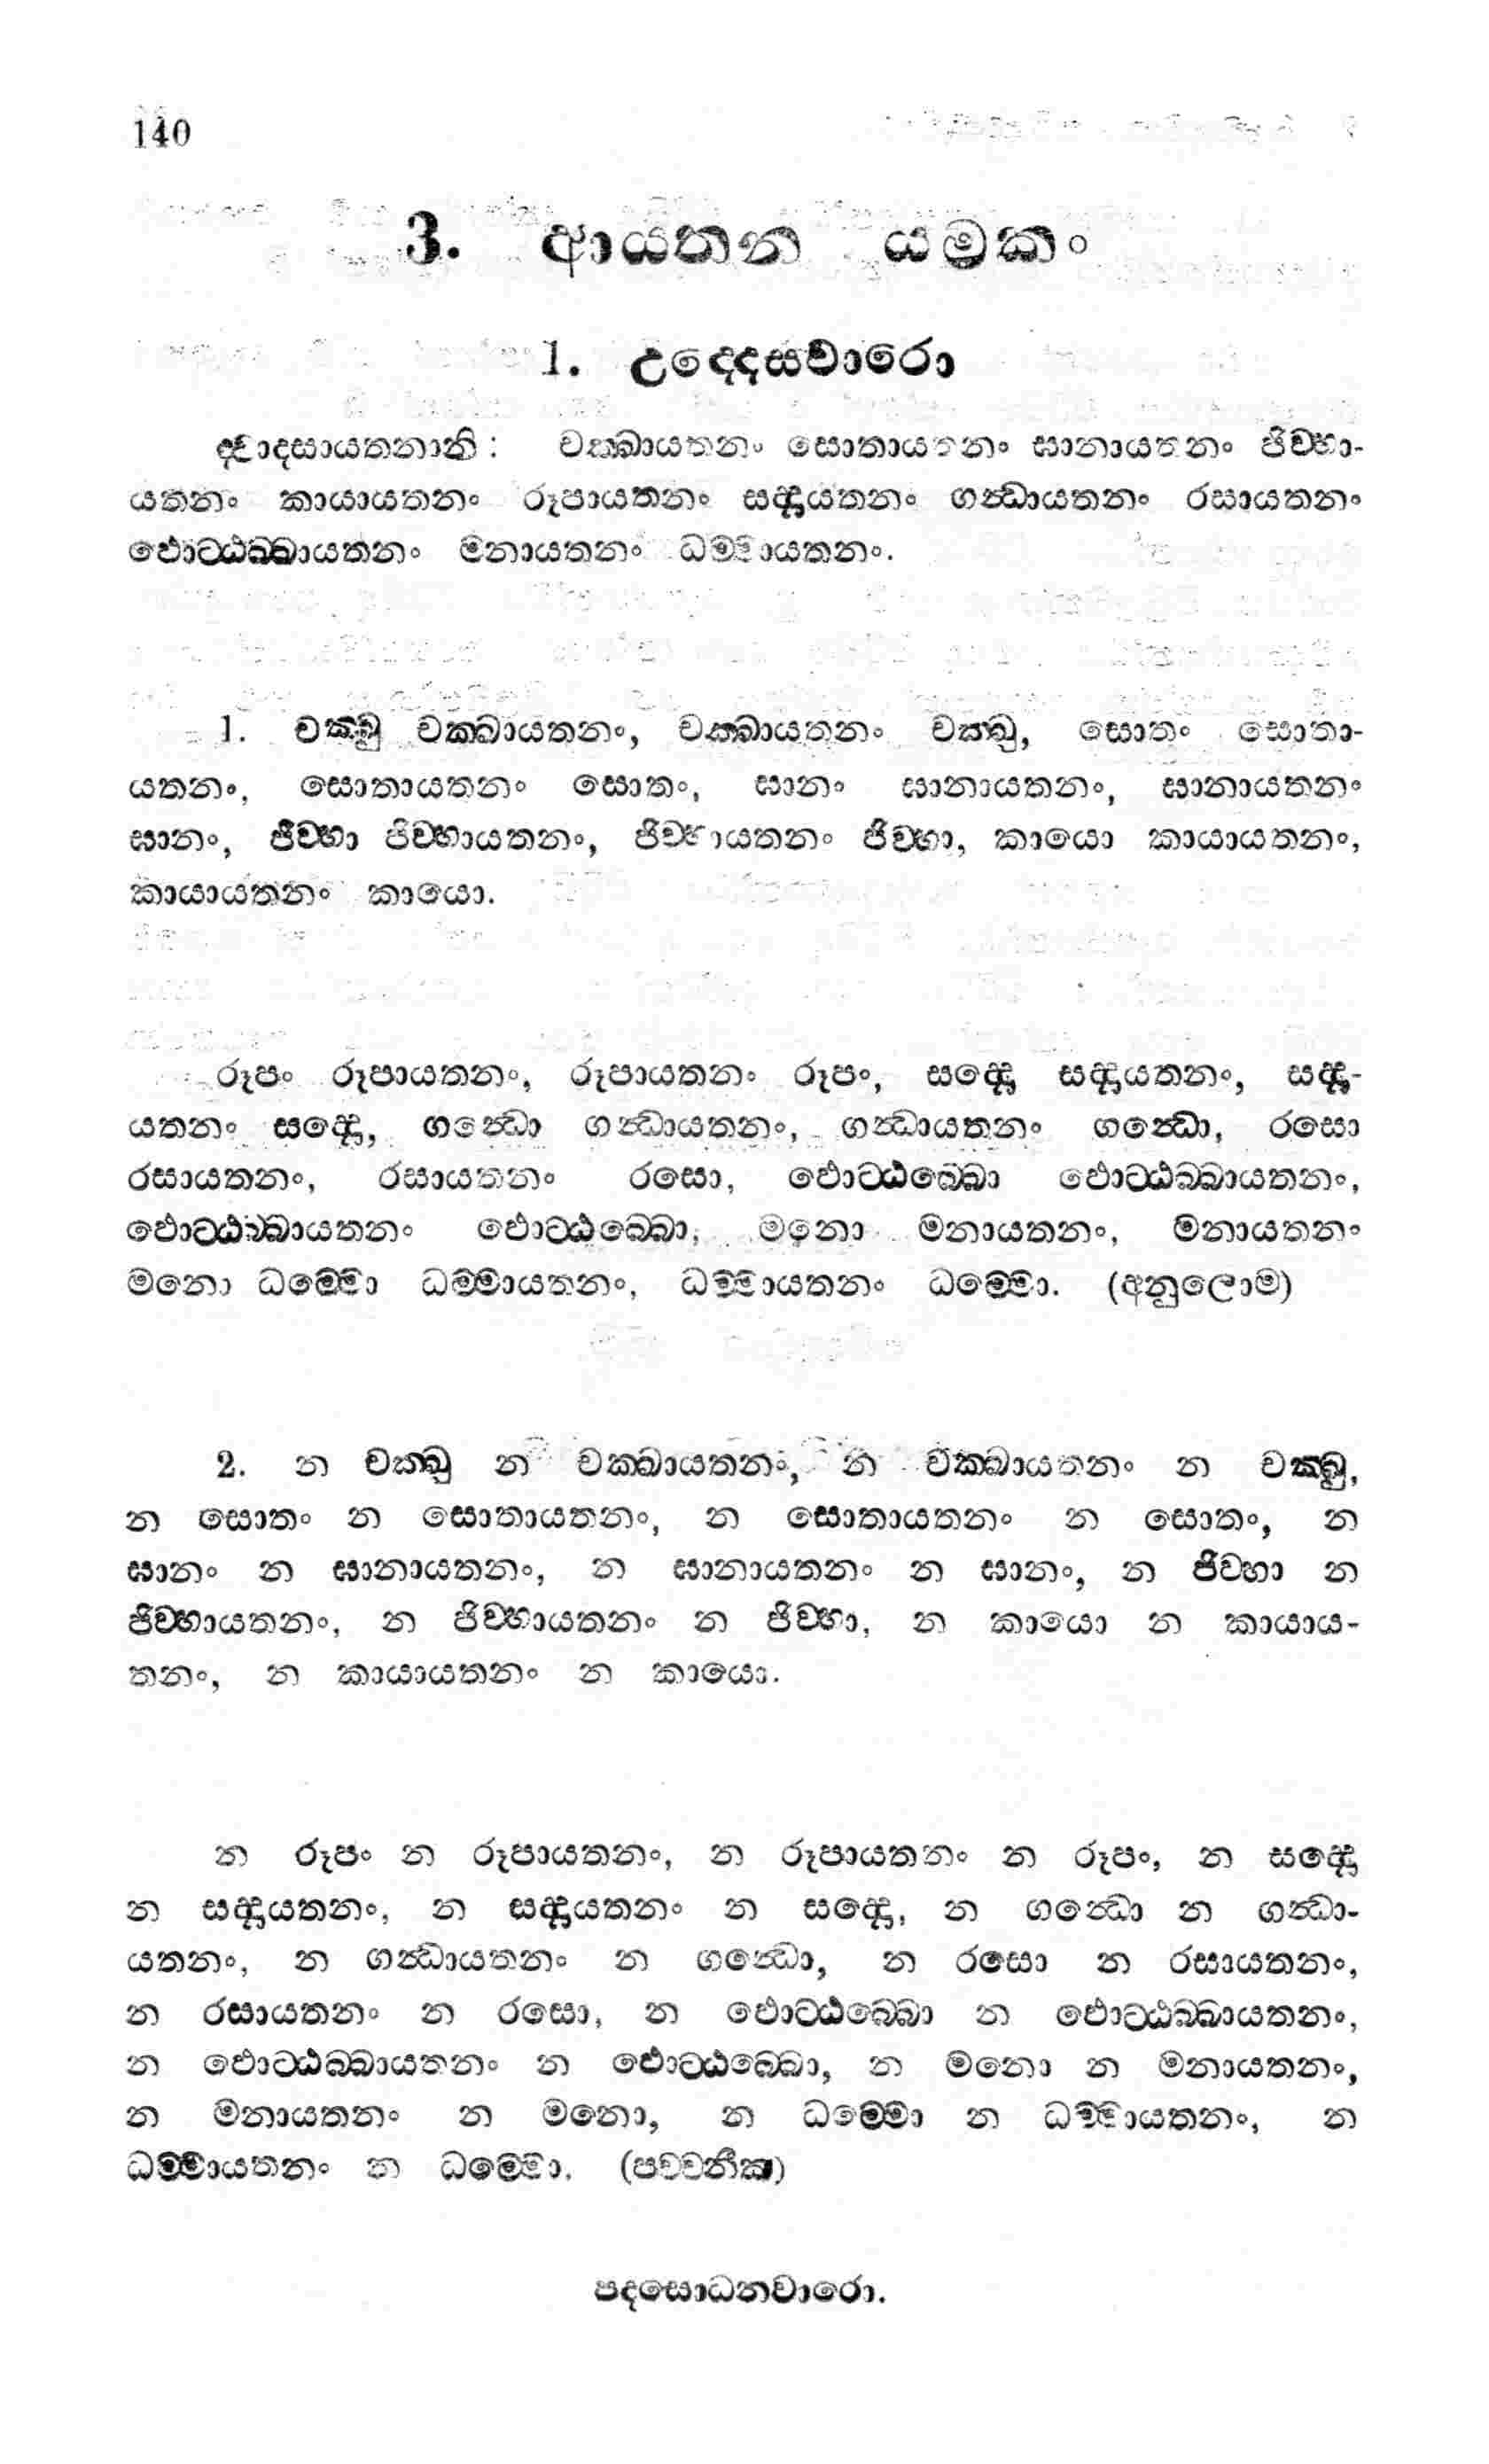 140
3. ආයතන යමකං
1. උද්දෙසවාරො
ද්වාදසායතනානි : චක්ඛායතනං සොතායතනං ඝානායතනං ජිව්හා-
යතනං කායායතනං රූපායතනං සද්දායතනං ගන්ධායතනං රසායතනං
ඵොට්ඨබ්බායතනං මනායතනං ධම්මායතනං.
1. චක්ඛු චක්ඛායතනං, චක්ඛායතනං චක්ඛු, සොතං සොතා-
යතනං, සොතායතනං සොතං, ඝානං ඝානායතනං, ඝානායතනං
ඝානං, ජිව්හා ජිව්හායතනං, ජිව්හායතනං ජිව්හා, කායො කායායතනං,
කායායතනං කායො.
රූපං රූපායතනං, රූපායතනං රූපං, සද්දො සද්දායතනං, සද්දා-
යතනං සද්දො, ගන්ධො ගන්ධායතනං, ගන්ධායතනං ගන්ධො, රසො
රසායතනං, රසායතනං රසො, ඵොට්ඨබ්බො ඵොට්ඨබ්බායතනං,
ඵොට්ඨබ්බායතනං ඵොට්ඨබ්බො, මනො මනායතනං, මනායතනං
මනො ධම්මො ධම්මායතනං, ධම්මායතනං ධම්මො. (අනුලොම)
2. න චක්ඛු න චක්ඛායතනං, න චක්ඛායතනං න චක්ඛු,
න සොතං න සොතායතනං, න සොතායතනං න සොතං, න
ඝානං න ඝානායතනං, න ඝානායතනං න ඝානං, න ජිව්හා න
ජිව්හායතනං, න ජිව්හායතනං න ජිව්හා, න කායො න කායාය-
තනං, න කායායතනං න කායො.
න රූපං න රූපායතනං, න රූපායතනං න රූපං, න සද්දො
න සද්දායතනං, න සද්දායතනං න සද්දො, න ගන්ධො න ගන්ධා-
යතනං, න ගන්ධායතනං න ගන්ධො, න රසො න රසායතනං,
න රසායතනං න රසො, න ඵොට්ඨබ්බො න ඵොට්ඨබ්බායතනං,
න ඵොට්ඨබ්බායතනං න ඵොට්ඨබ්බො, න මනො න මනායතනං,
න මනායතනං න මනො, න ධම්මො න ධම්මායතනං, න
ධම්මායතනං න ධම්මො. (පච්චනීක)
පදසොධනවාරො.